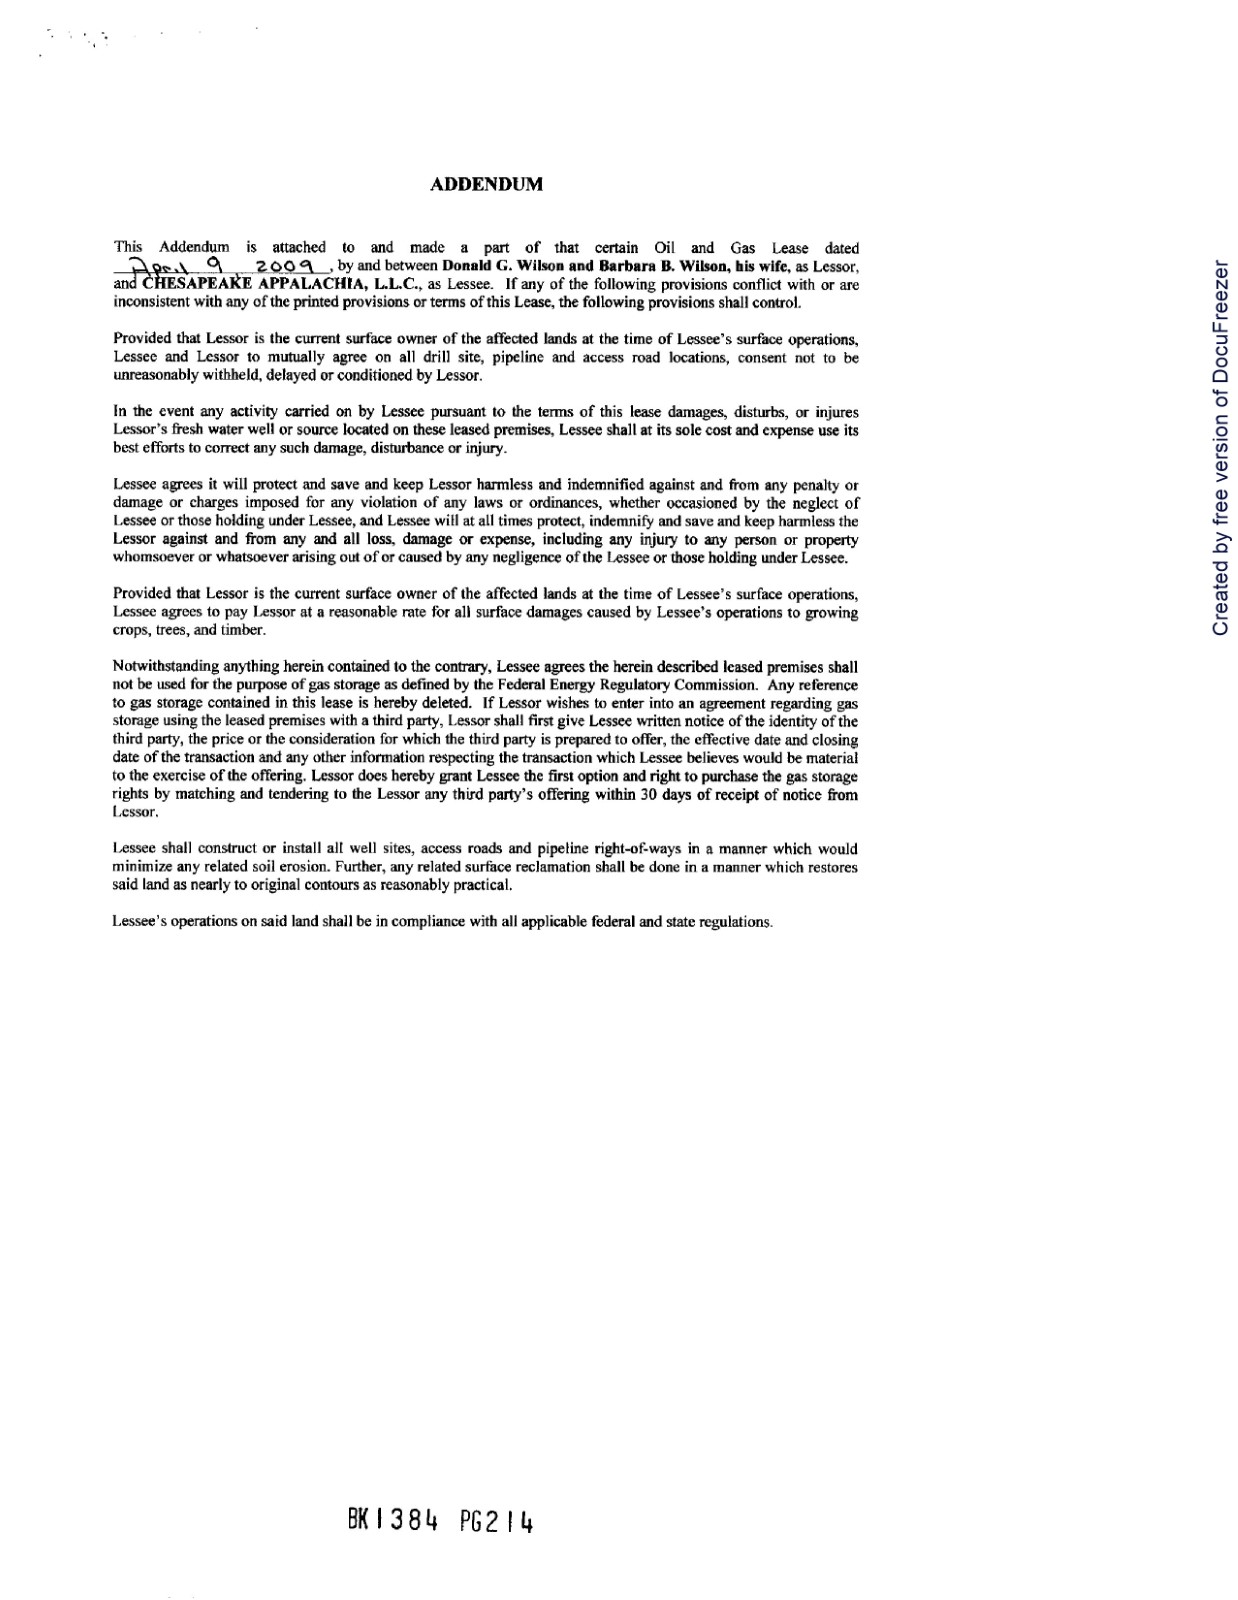 ADDENDUM
This Addendum is attached to and made a part of that certain Oil and Gas Lease dated
April 9, 2009, by and between Donald G. Wilson and Barbara B. Wilson, his wife, as Lessor,
and CHESAPEAKE APPALACHIA, L.L.C., as Lessee. If any of the following provisions conflict with or are
inconsistent with any of the printed provisions or terms of this Lease, the following provisions shall control.
Provided that Lessor is the current surface owner of the affected lands at the time of Lessee's surface operations,
Lessee and Lessor to mutually agree on all drill site, pipeline and access road locations, consent not to be
unreasonably withheld, delayed or conditioned by Lessor.
In the event any activity carried on by Lessee pursuant to the terms of this lease damages, disturbs, or injures
Lessor's fresh water well or source located on these leased premises, Lessee shall at its sole cost and expense use its
best efforts to correct any such damage, disturbance or injury.
Lessee agrees it will protect and save and keep Lessor harmless and indemnified against and from any penalty or
damage or charges imposed for any violation of any laws or ordinances, whether occasioned by the neglect of
Lessee or those holding under Lessee, and Lessee will at all times protect, indemnify and save and keep harmless the
Lessor against and from any and all loss, damage or expense, including any injury to any person or property
whomsoever or whatsoever arising out of or caused by any negligence of the Lessee or those holding under Lessee.
Provided that Lessor is the current surface owner of the affected lands at the time of Lessee's surface operations,
Lessee agrees to pay Lessor at a reasonable rate for all surface damages caused by Lessee's operations to growing
crops, trees, and timber.
Notwithstanding anything herein contained to the contrary, Lessee agrees the herein described leased premises shall
not be used for the purpose of gas storage as defined by the Federal Energy Regulatory Commission. Any reference
to gas storage contained in this lease is hereby deleted. If Lessor wishes to enter into an agreement regarding gas
storage using the leased premises with a third party, Lessor shall first give Lessee written notice of the identity of the
third party, the price or the consideration for which the third party is prepared to offer, the effective date and closing
date of the transaction and any other information respecting the transaction which Lessee believes would be material
to the exercise of the offering. Lessor does hereby grant Lessee the first option and right to purchase the gas storage
rights by matching and tendering to the Lessor any third party's offering within 30 days of receipt of notice from
Lessor.
Lessee shall construct or install all well sites, access roads and pipeline right-of-ways in a manner which would
minimize any related soil erosion. Further, any related surface reclamation shall be done in a manner which restores
said land as nearly to original contours as reasonably practical.
Lessee's operations on said land shall be in compliance with all applicable federal and state regulations.
BK1384 PG214
Created by free version of DocuFreezer